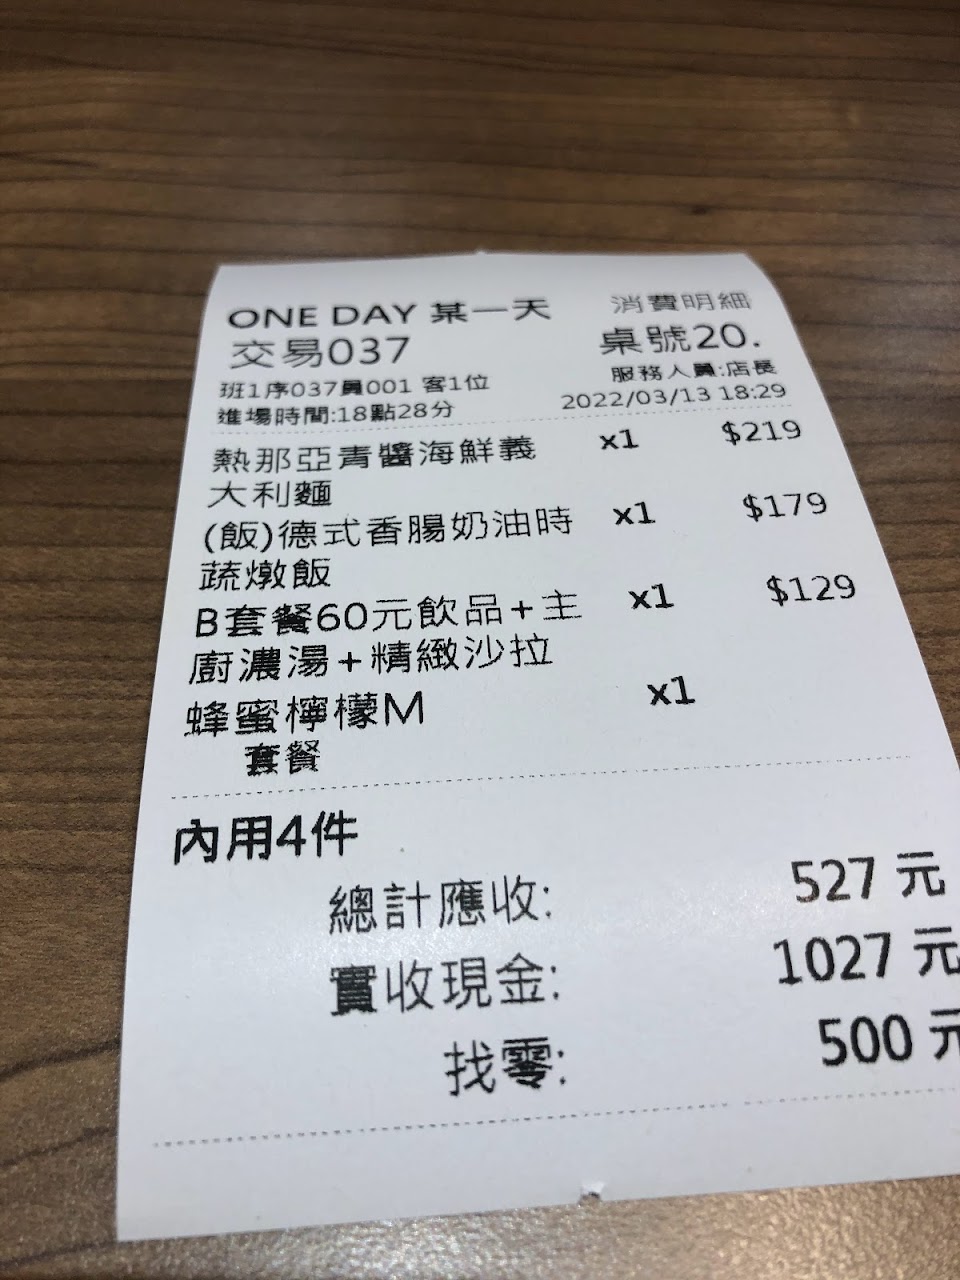 ONE DAY 某一天 消費明細
交易037 桌號20.
班1序037員001 客1位 服務人員:店長
進場時間:18點28分 2022/03/13 18:29
熱那亞青醬海鮮義 x1 $219
大利麵
(飯)德式香腸奶油時 x1 $179
蔬燉飯
B套餐60元飲品+主 x1 $129
廚濃湯+精緻沙拉
蜂蜜檸檬M x1
套餐
內用4件
總計應收: 527 元
實收現金: 1027 元
找零: 500 元